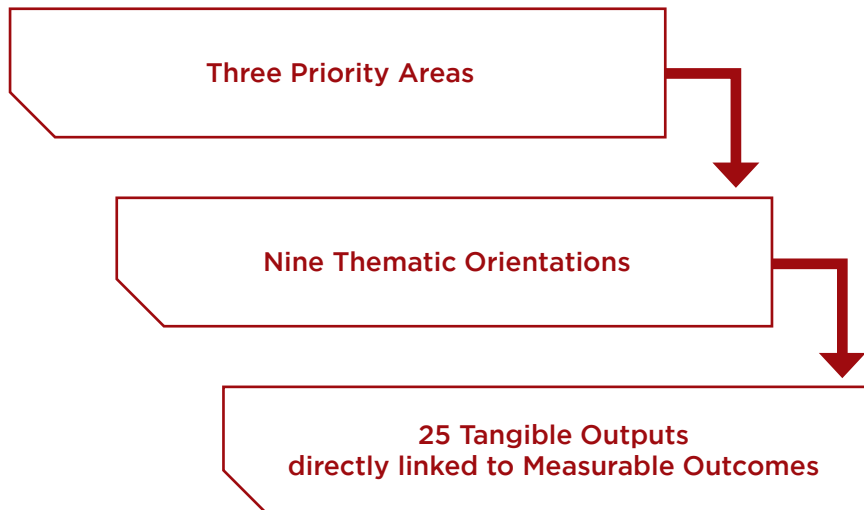 Three Priority Areas
Nine Thematic Orientations
25 Tangible Outputs
directly linked to Measurable Outcomes